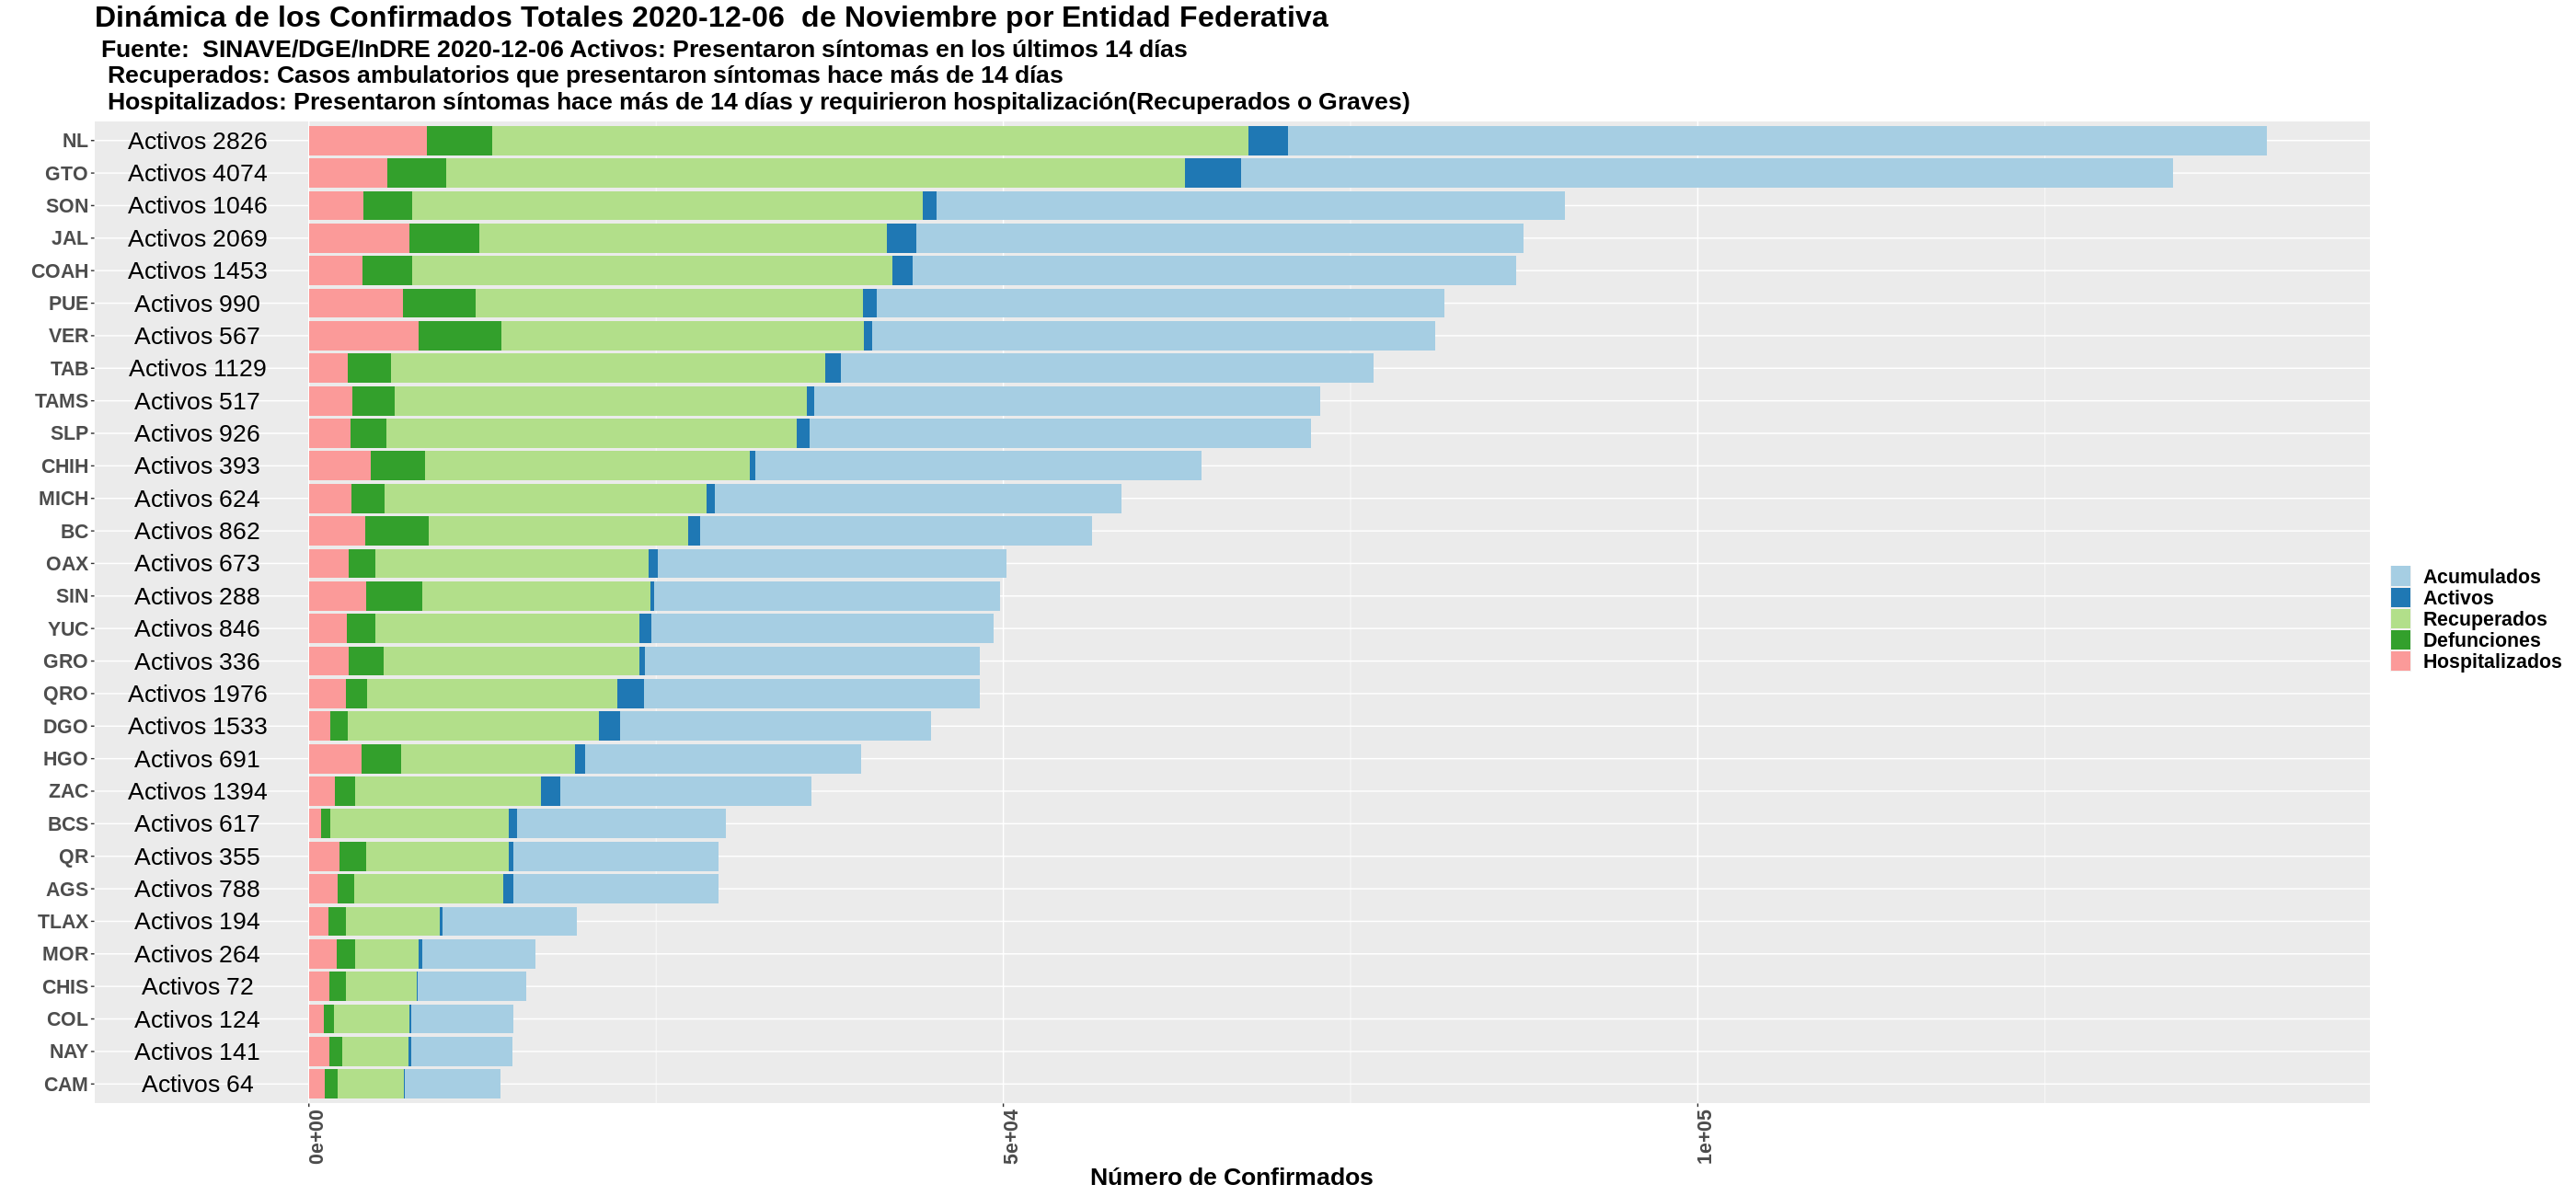 Dinámica de los Confirmados Totales 2020-12-06  de Noviembre por Entidad Federativa
Fuente:  SINAVE/DGE/InDRE 2020-12-06 Activos: Presentaron síntomas en los últimos 14 días
Recuperados: Casos ambulatorios que presentaron síntomas hace más de 14 días
Hospitalizados: Presentaron síntomas hace más de 14 días y requirieron hospitalización(Recuperados o Graves)
NL Activos 2826
GTO Activos 4074
SON Activos 1046
JAL Activos 2069
COAH Activos 1453
PUE Activos 990
VER Activos 567
TAB Activos 1129
TAMS Activos 517
SLP Activos 926
CHIH Activos 393
MICH Activos 624
BC Activos 862
OAX Activos 673
SIN Activos 288
YUC Activos 846
GRO Activos 336
QRO Activos 1976
DGO Activos 1533
HGO Activos 691
ZAC Activos 1394
BCS Activos 617
QR Activos 355
AGS Activos 788
TLAX Activos 194
MOR Activos 264
CHIS Activos 72
COL Activos 124
NAY Activos 141
CAM Activos 64
0e+00 5e+04 1e+05
Número de Confirmados
Acumulados
Activos
Recuperados
Defunciones
Hospitalizados